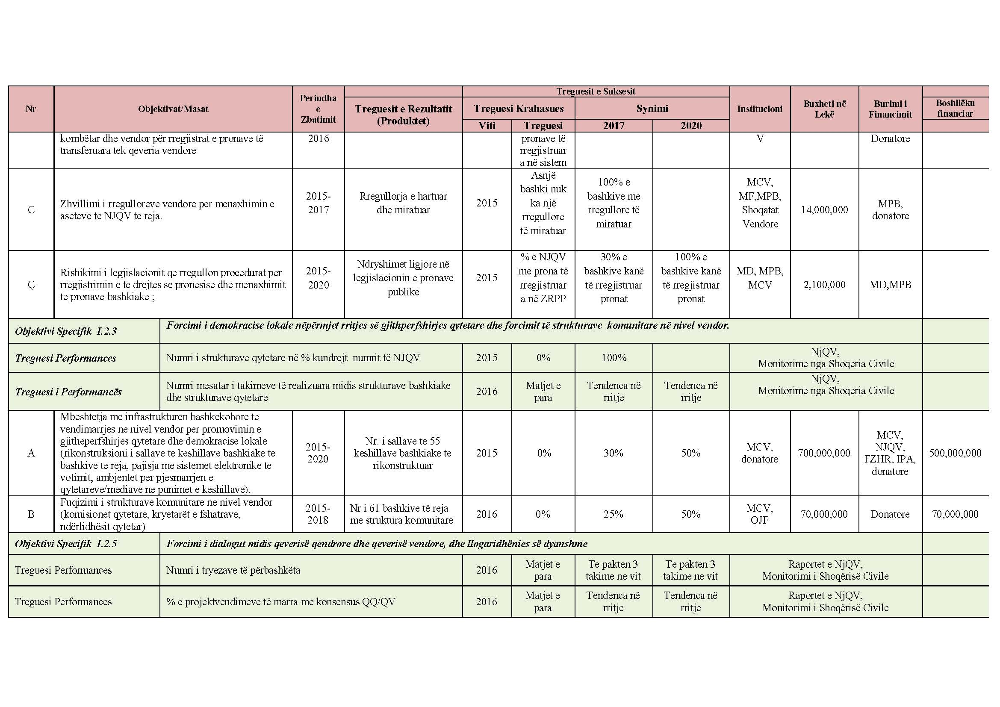 Nr
Objektivat/Masat
Periudha
e
Zbatimit
Treguesit e Suksesit
Treguesit e Rezultatit
(Produktet)
Treguesi Krahasues
Synimi
Viti
Treguesi
2017
2020
Institucioni
Buxheti në
Lekë
Burimi i
Financimit
Boshllëku
financiar
kombëtar dhe vendor për rregjistrat e pronave të
transferuara tek qeveria vendore
2016
pronave të
rregjistruar
a në sistem
V
Donatore
C
Zhvillimi i rregulloreve vendore per menaxhimin e
aseteve te NJQV te reja.
2015-
2017
Rregullorja e hartuar
dhe miratuar
2015
Asnjë
bashki nuk
ka një
rregullore
të miratuar
100% e
bashkive me
rregullore të
miratuar
MCV,
MF,MPB,
Shoqatat
Vendore
14,000,000
MPB,
donatore
Ç
Rishikimi i legjislacionit qe rregullon procedurat per
rregjistrimin e te drejtes se pronesise dhe menaxhimit
te pronave bashkiake ;
2015-
2020
Ndryshimet ligjore në
legjislacionin e pronave
publike
2015
% e NJQV
me prona të
rregjistruar
a në ZRPP
30% e
bashkive kanë
të rregjistruar
pronat
100% e
bashkive kanë
të rregjistruar
pronat
MD, MPB,
MCV
2,100,000
MD,MPB
Objektivi Specifik I.2.3
Forcimi i demokracise lokale nëpërmjet rritjes së gjithperfshirjes qytetare dhe forcimit të strukturave komunitare në nivel vendor.
Treguesi Performances
Numri i strukturave qytetare në % kundrejt numrit të NJQV
2015
0%
100%
NjQV,
Monitorime nga Shoqeria Civile
Treguesi i Performancës
Numri mesatar i takimeve të realizuara midis strukturave bashkiake
dhe strukturave qytetare
2016
Matjet e
para
Tendenca në
rritje
Tendenca në
rritje
NjQV,
Monitorime nga Shoqeria Civile
A
Mbeshtetja me infrastrukturen bashkekohore te
vendimarrjes ne nivel vendor per promovimin e
gjitheperfshirjes qytetare dhe demokracise lokale
(rikonstruksioni i sallave te keshillave bashkiake te
bashkive te reja, pajisja me sistemet elektronike te
votimit, ambjentet per pjesmarrjen e
qytetareve/mediave ne punimet e keshillave).
2015-
2020
Nr. i sallave te 55
keshillave bashkiake te
rikonstruktuar
2015
0%
30%
50%
MCV,
donatore
700,000,000
MCV,
NJQV,
FZHR, IPA,
donatore
500,000,000
B
Fuqizimi i strukturave komunitare ne nivel vendor
(komisionet qytetare, kryetarët e fshatrave,
ndërlidhësit qytetar)
2015-
2018
Nr i 61 bashkive të reja
me struktura komunitare
2016
0%
25%
50%
MCV,
OJF
70,000,000
Donatore
70,000,000
Objektivi Specifik I.2.5
Forcimi i dialogut midis qeverisë qendrore dhe qeverisë vendore, dhe llogaridhënies së dyanshme
Treguesi Performances
Numri i tryezave të përbashkëta
2016
Matjet e
para
Te pakten 3
takime ne vit
Te pakten 3
takime ne vit
Raportet e NjQV,
Monitorimi i Shoqërisë Civile
Treguesi Performances
% e projektvendimeve të marra me konsensus QQ/QV
2016
Matjet e
para
Tendenca në
rritje
Tendenca në
rritje
Raportet e NjQV,
Monitorimi i Shoqërisë Civile